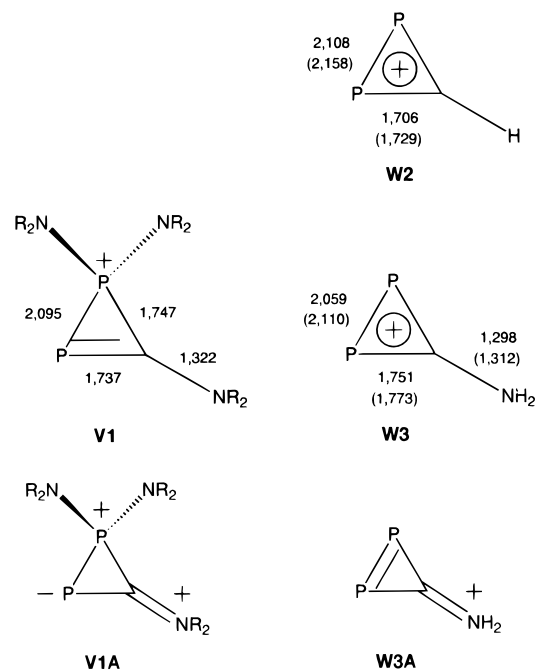 P
2,108
(2,158)
+
P
1,706
(1,729)
H
W2
R₂N
NR₂
+
P
2,095
1,747
P
1,737
1,322
NR₂
V1
P
2,059
(2,110)
+
1,298
(1,312)
P
1,751
(1,773)
NH₂
W3
R₂N
NR₂
+
P
− P
+
NR₂
V1A
P
P
+
NH₂
W3A